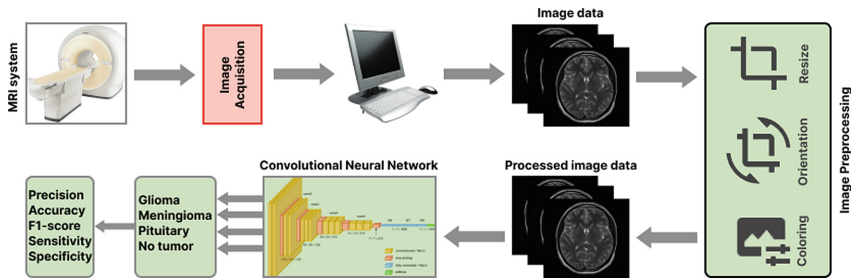 Image data
MRI system
Image
Acquisition
Resize
Orientation
Coloring
Image Preprocessing
Convolutional Neural Network
Processed image data
Precision
Accuracy
F1-score
Sensitivity
Specificity
Glioma
Meningioma
Pituitary
No tumor